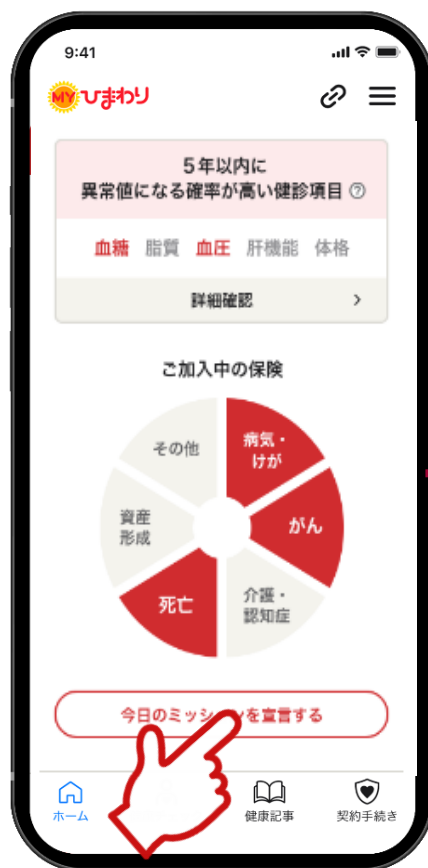 9:41
MYひまわり
5年以内に
異常値になる確率が高い健診項目 ?
血糖 脂質 血圧 肝機能 体格
詳細確認
ご加入中の保険
その他
病気・
けが
資産
形成
がん
死亡
介護・
認知症
今日のミッションを宣言する
ホーム
健康記事
契約手続き